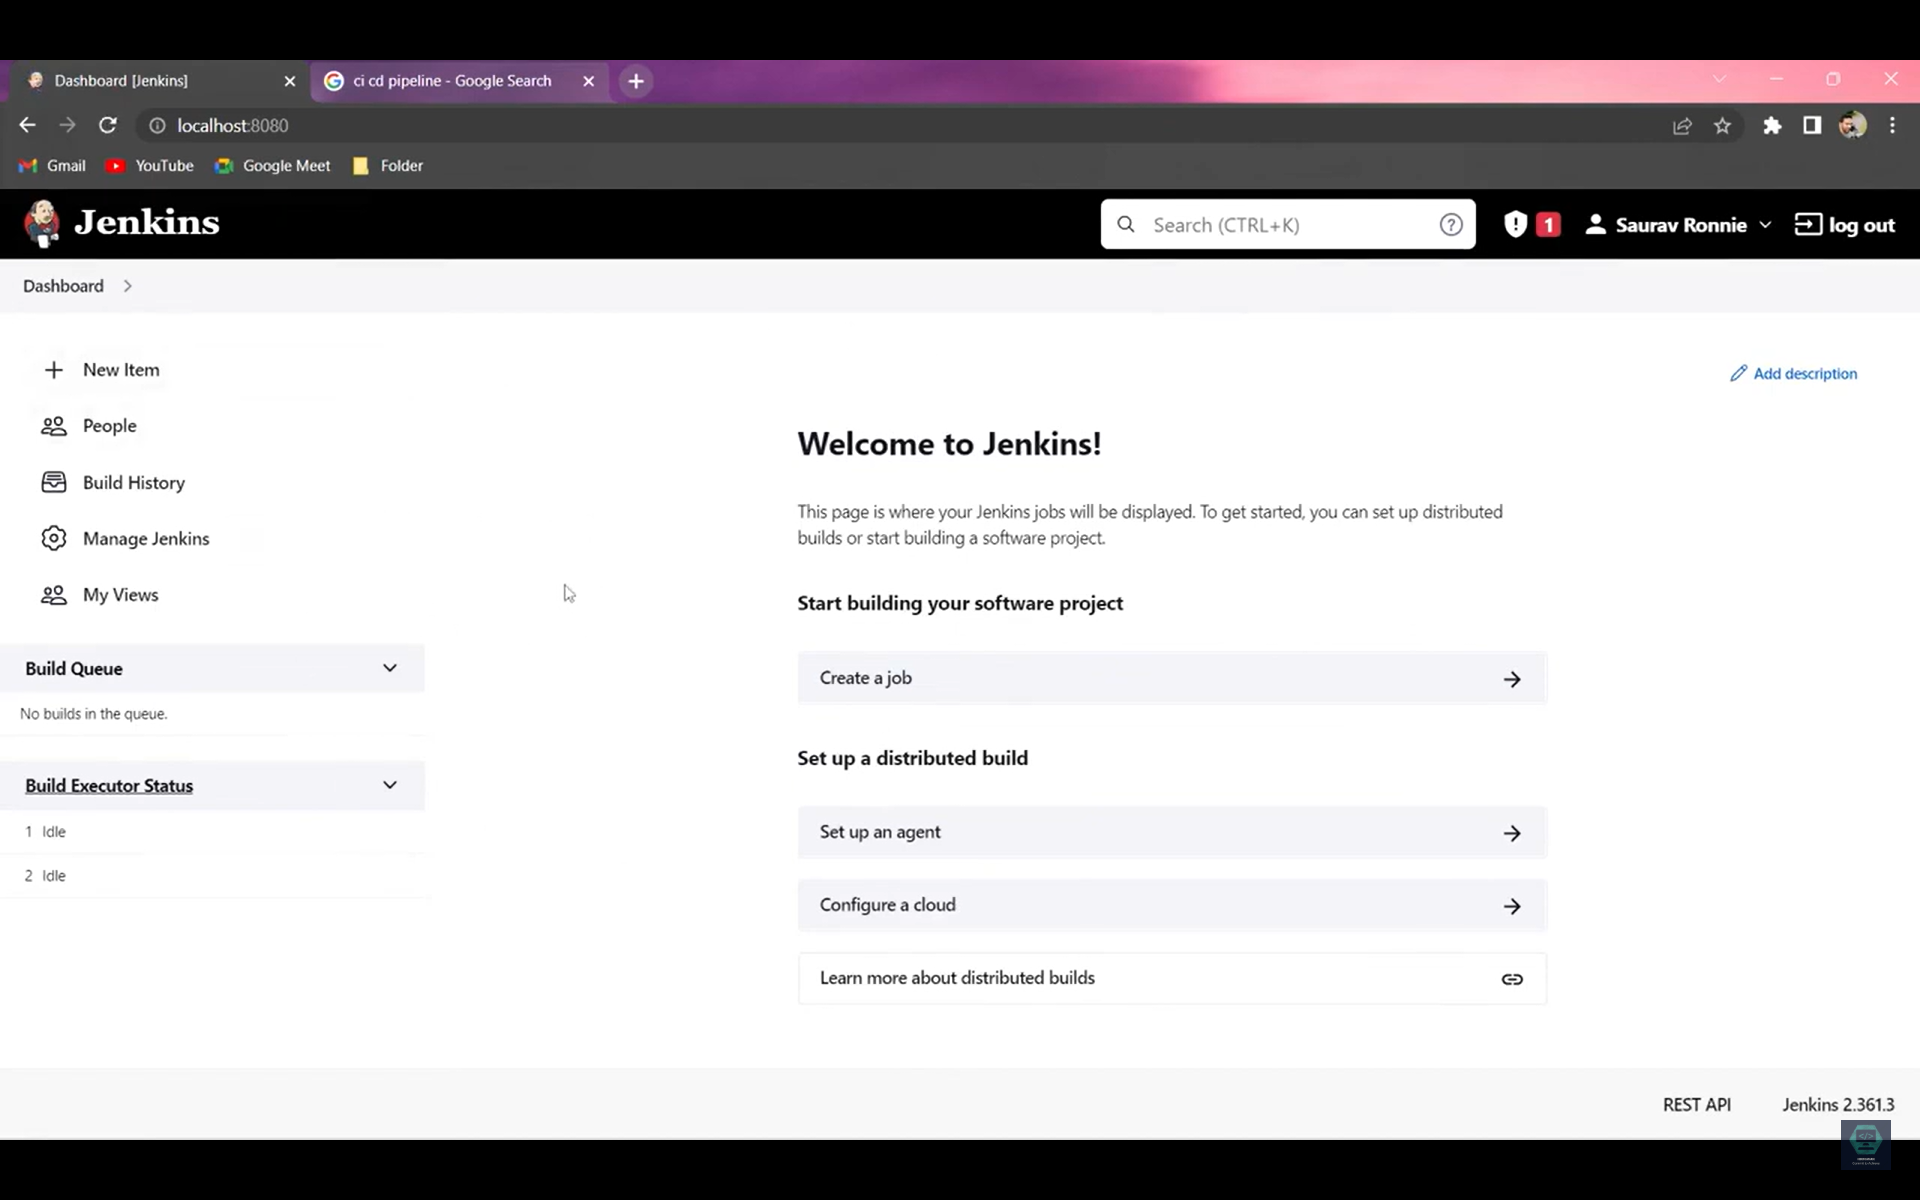 Dashboard [Jenkins]
ci cd pipeline - Google Search
localhost:8080
Gmail
YouTube
Google Meet
Folder
Jenkins
Search (CTRL+K)
1
Saurav Ronnie
log out
Dashboard
New Item
People
Build History
Manage Jenkins
My Views
Build Queue
No builds in the queue.
Build Executor Status
1 Idle
2 Idle
Add description
Welcome to Jenkins!
This page is where your Jenkins jobs will be displayed. To get started, you can set up distributed
builds or start building a software project.
Start building your software project
Create a job
Set up a distributed build
Set up an agent
Configure a cloud
Learn more about distributed builds
REST API
Jenkins 2.361.3